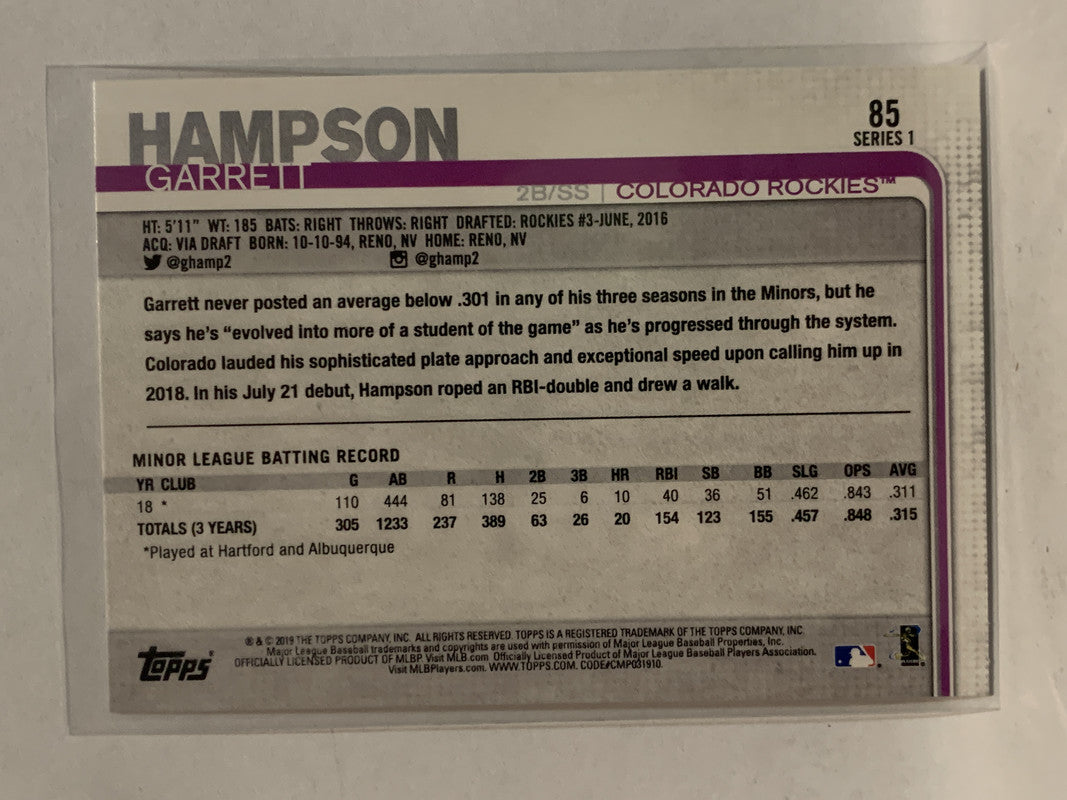 HAMPSON
GARRETT
85
SERIES 1
2B/SS | COLORADO ROCKIES™
HT: 5'11" WT: 185 BATS: RIGHT THROWS: RIGHT DRAFTED: ROCKIES #3-JUNE, 2016
ACQ: VIA DRAFT BORN: 10-10-94, RENO, NV HOME: RENO, NV
@ghamp2 @ghamp2
Garrett never posted an average below .301 in any of his three seasons in the Minors, but he
says he's “evolved into more of a student of the game” as he's progressed through the system.
Colorado lauded his sophisticated plate approach and exceptional speed upon calling him up in
2018. In his July 21 debut, Hampson roped an RBI-double and drew a walk.
MINOR LEAGUE BATTING RECORD
YR CLUB G AB R H 2B 3B HR RBI SB BB SLG OPS AVG
18 * 110 444 81 138 25 6 10 40 36 51 .462 .843 .311
TOTALS (3 YEARS) 305 1233 237 389 63 26 20 154 123 155 .457 .848 .315
*Played at Hartford and Albuquerque
® & © 2019 THE TOPPS COMPANY, INC. ALL RIGHTS RESERVED. TOPPS IS A REGISTERED TRADEMARK OF THE TOPPS COMPANY, INC.
Major League Baseball trademarks and copyrights are used with permission of Major League Baseball Properties, Inc.
OFFICIALLY LICENSED PRODUCT OF MLBP. Visit MLB.com Officially Licensed Product of Major League Baseball Players Association.
Visit MLBPlayers.com. WWW.TOPPS.COM. CODE#CMP031910.
TOPPS®